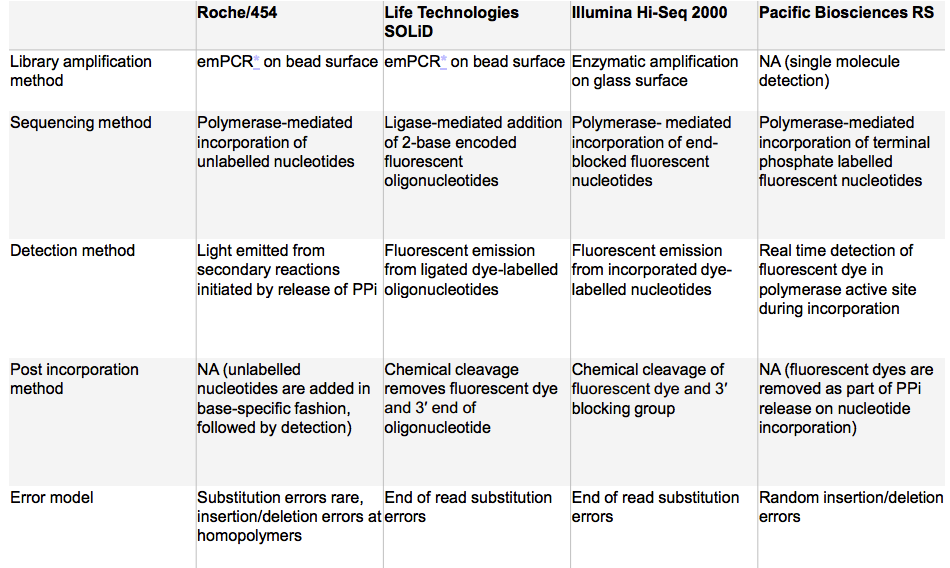 Roche/454
Life Technologies
SOLiD
Illumina Hi-Seq 2000
Pacific Biosciences RS
Library amplification
method
emPCR* on bead surface
emPCR* on bead surface
Enzymatic amplification
on glass surface
NA (single molecule
detection)
Sequencing method
Polymerase-mediated
incorporation of
unlabelled nucleotides
Ligase-mediated addition
of 2-base encoded
fluorescent
oligonucleotides
Polymerase- mediated
incorporation of end-
blocked fluorescent
nucleotides
Polymerase-mediated
incorporation of terminal
phosphate labelled
fluorescent nucleotides
Detection method
Light emitted from
secondary reactions
initiated by release of PPi
Fluorescent emission
from ligated dye-labelled
oligonucleotides
Fluorescent emission
from incorporated dye-
labelled nucleotides
Real time detection of
fluorescent dye in
polymerase active site
during incorporation
Post incorporation
method
NA (unlabelled
nucleotides are added in
base-specific fashion,
followed by detection)
Chemical cleavage
removes fluorescent dye
and 3′ end of
oligonucleotide
Chemical cleavage of
fluorescent dye and 3′
blocking group
NA (fluorescent dyes are
removed as part of PPi
release on nucleotide
incorporation)
Error model
Substitution errors rare,
insertion/deletion errors at
homopolymers
End of read substitution
errors
End of read substitution
errors
Random insertion/deletion
errors